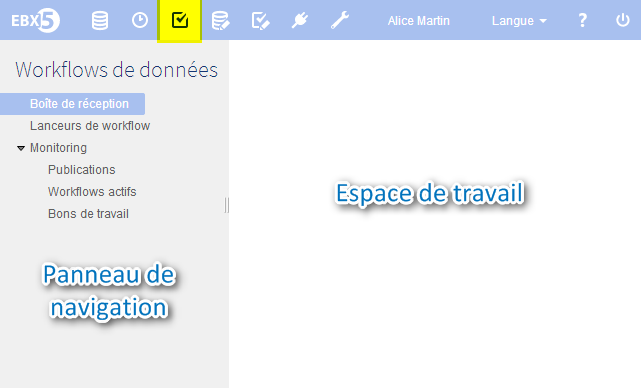 EBX5 Alice Martin Langue ?
Workflows de données
Boîte de réception
Lanceurs de workflow
Monitoring
Publications
Workflows actifs
Bons de travail
Espace de travail
Panneau de
navigation